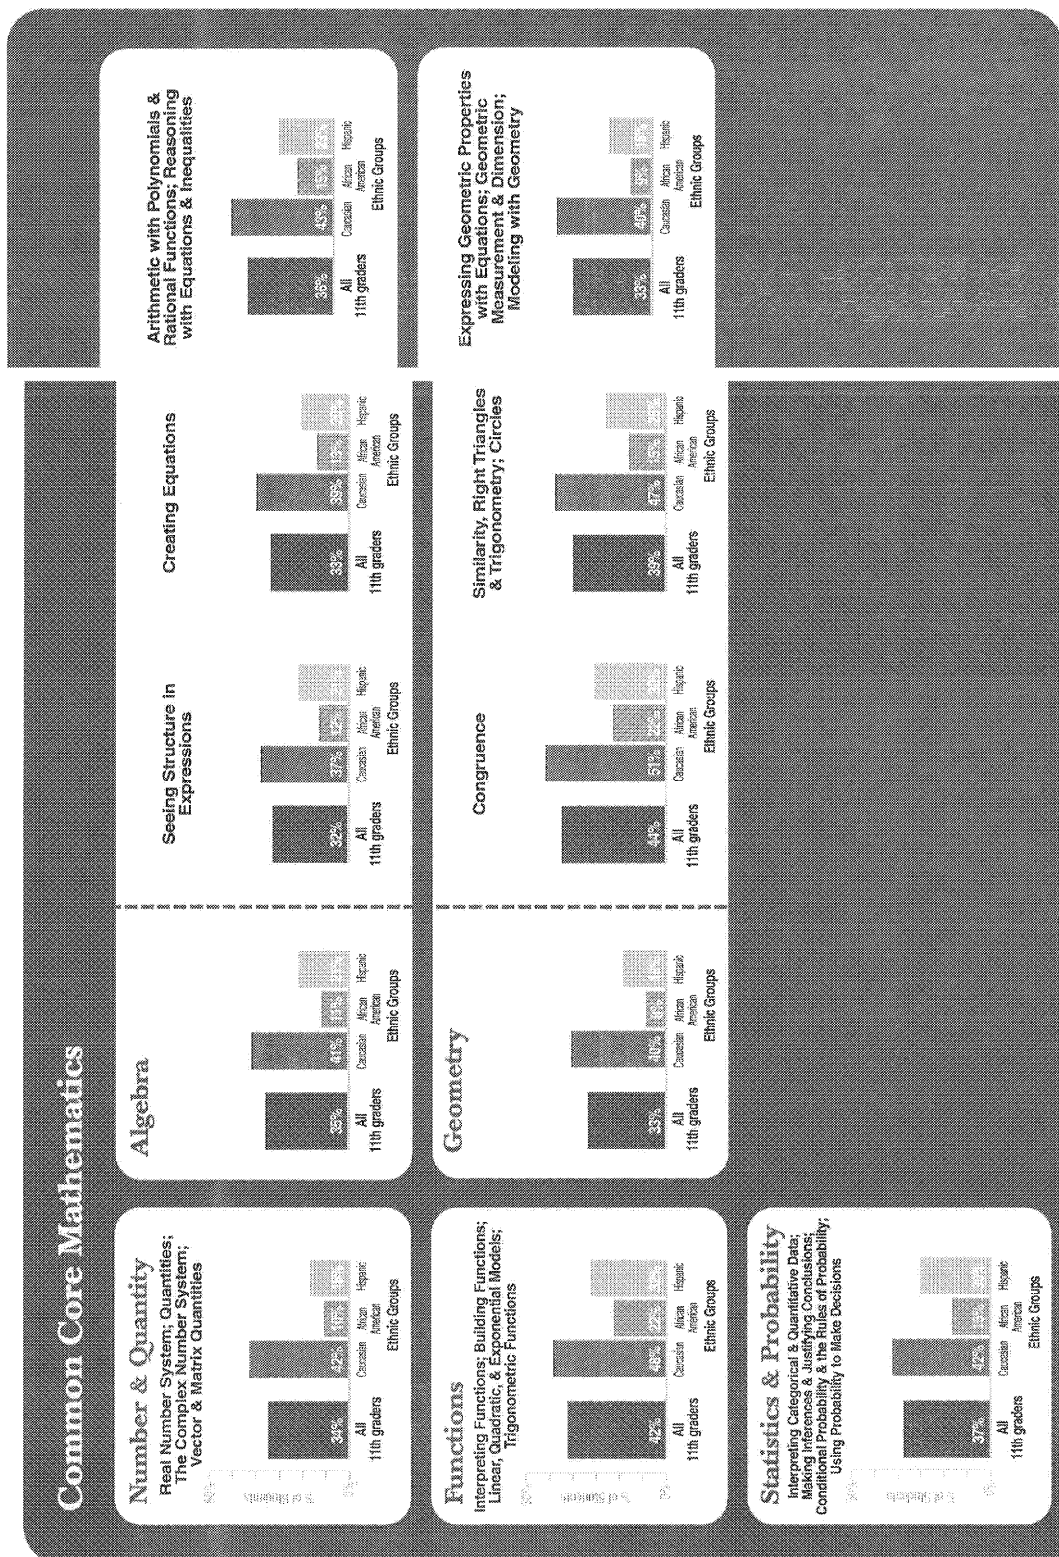 Common Core Mathematics
Number & Quantity
Real Number System; Quantities;
The Complex Number System;
Vector & Matrix Quantities
34% 42%
All
11th graders
Caucasian African
American Hispanic
Ethnic Groups
Algebra
35% 41%
All
11th graders
Caucasian African
American Hispanic
Ethnic Groups
Seeing Structure in
Expressions
32% 37%
All
11th graders
Caucasian African
American Hispanic
Ethnic Groups
Creating Equations
33% 39%
All
11th graders
Caucasian African
American Hispanic
Ethnic Groups
Arithmetic with Polynomials &
Rational Functions; Reasoning
with Equations & Inequalities
36% 43%
All
11th graders
Caucasian African
American Hispanic
Ethnic Groups
Functions
Interpreting Functions; Building Functions;
Linear, Quadratic, & Exponential Models;
Trigonometric Functions
42% 48% 22%
All
11th graders
Caucasian African
American Hispanic
Ethnic Groups
Geometry
33% 40%
All
11th graders
Caucasian African
American Hispanic
Ethnic Groups
Congruence
44% 51%
All
11th graders
Caucasian African
American Hispanic
Ethnic Groups
Similarity, Right Triangles
& Trigonometry; Circles
39% 47%
All
11th graders
Caucasian African
American Hispanic
Ethnic Groups
Expressing Geometric Properties
with Equations; Geometric
Measurement & Dimension;
Modeling with Geometry
33% 40%
All
11th graders
Caucasian African
American Hispanic
Ethnic Groups
Statistics & Probability
Interpreting Categorical & Quantitative Data;
Making Inferences & Justifying Conclusions;
Conditional Probability & the Rules of Probability;
Using Probability to Make Decisions
37% 42%
All
11th graders
Caucasian African
American Hispanic
Ethnic Groups